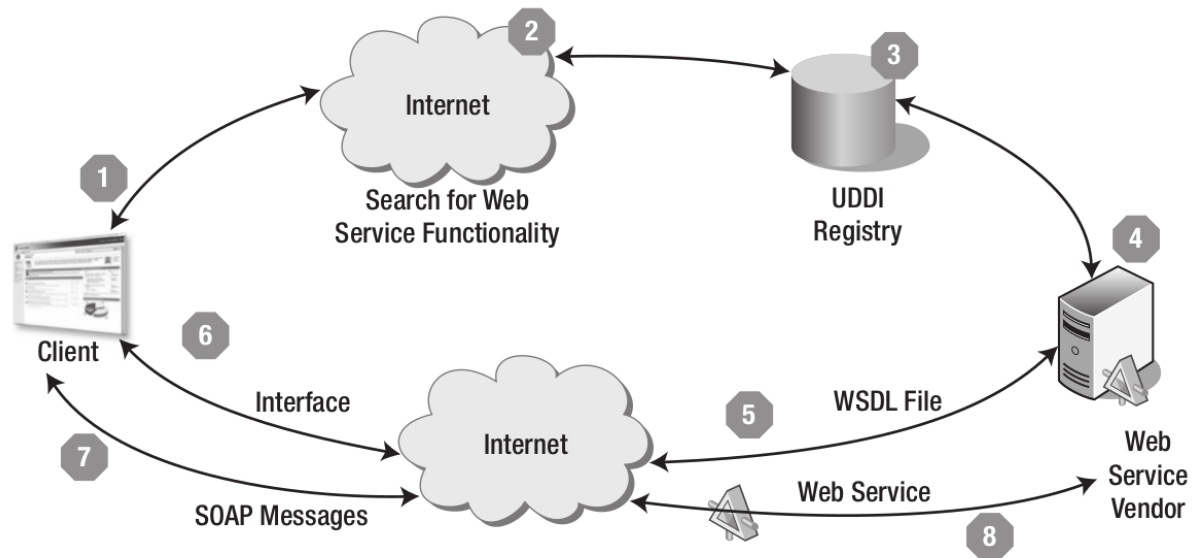 2
3
Internet
1
Search for Web
Service Functionality
UDDI
Registry
4
Client
6
Interface
5
WSDL File
Internet
7
SOAP Messages
Web Service
8
Web
Service
Vendor